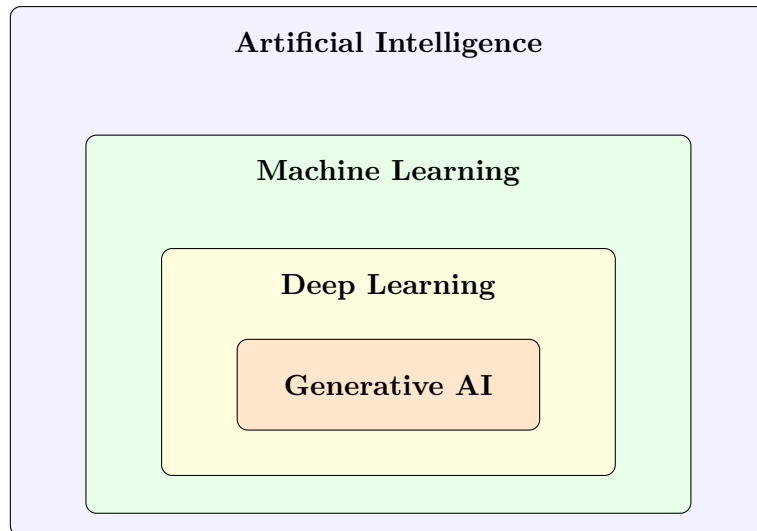 Artificial Intelligence
Machine Learning
Deep Learning
Generative AI